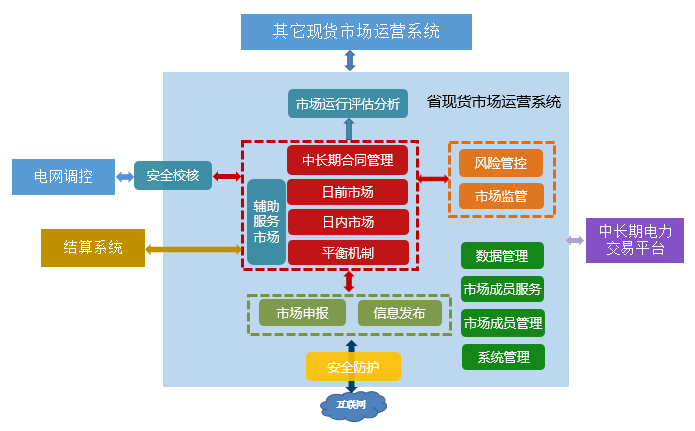 其它现货市场运营系统
省现货市场运营系统
市场运行评估分析
中长期合同管理
日前市场
日内市场
平衡机制
辅助
服务
市场
风险管控
市场监管
电网调控
安全校核
结算系统
中长期电力
交易平台
数据管理
市场成员服务
市场成员管理
系统管理
市场申报
信息发布
安全防护
互联网